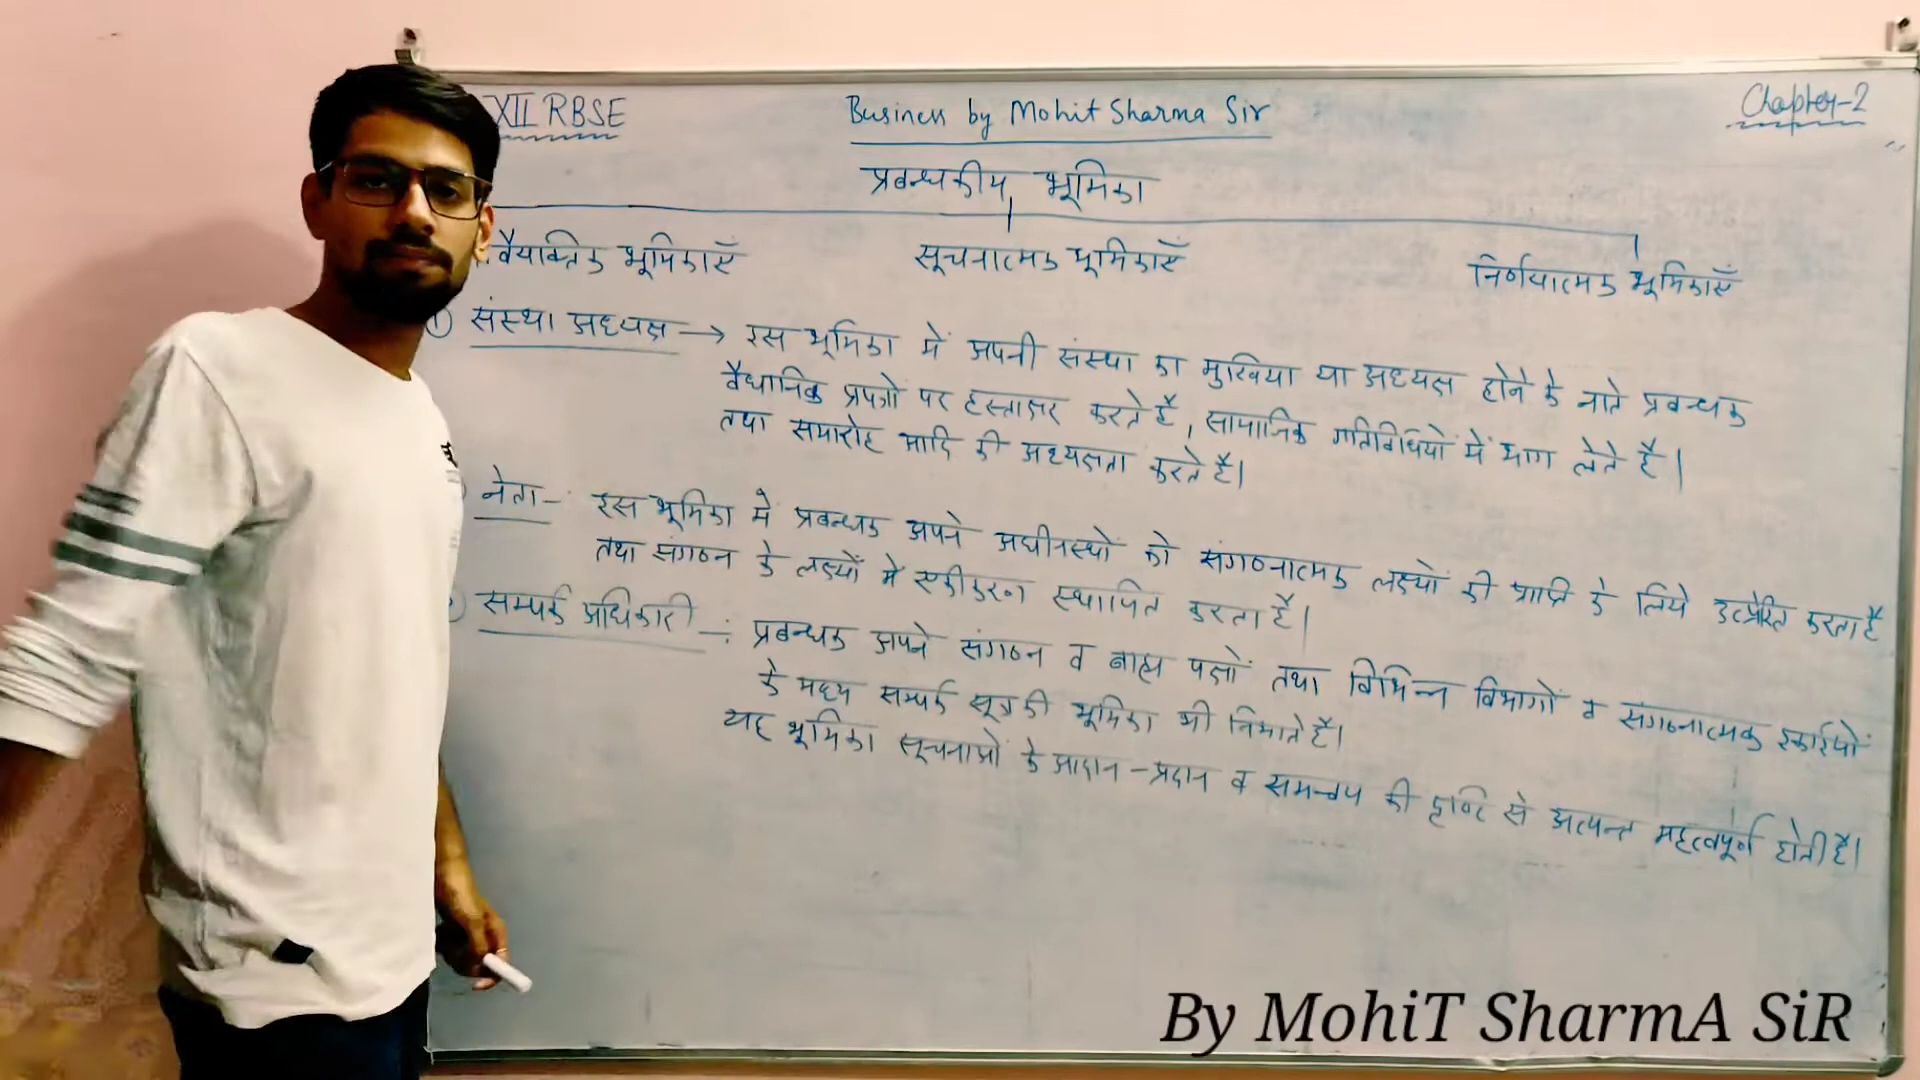 XII RBSE
Business by Mohit Sharma Sir
Chapter-2
प्रबन्धकीय भूमिका
वैयाक्तिक भूमिकाएँ
सूचनात्मक भूमिकाएँ
निर्णयात्मक भूमिकाएँ
① संस्था अध्यक्ष → इस भूमिका में अपनी संस्था का मुखिया या अध्यक्ष होने के नाते प्रबन्धक
वैधानिक प्रपत्रों पर हस्ताक्षर करते है, सामाजिक गतिविधियों में भाग लेते है।
तथा समारोह आदि की अध्यक्षता करते है।
नेता - इस भूमिका में प्रबन्धक अपने अधीनस्थों को संगठनात्मक लक्ष्यों की प्राप्ति के लिये उत्प्रेरित करता है
तथा संगठन के लक्ष्यों में एकीकरण स्थापित करता है।
सम्पर्क अधिकारी -: प्रबन्धक अपने संगठन व बाह्य पक्षों तथा विभिन्न विभागों व संगठनात्मक इकाईयों
के मध्य सम्पर्क सूत्र की भूमिका भी निभाते है।
यह भूमिका सूचनाओं के आदान-प्रदान व समन्वय की दृष्टि से अत्यन्त महत्वपूर्ण होती है।
By MohiT SharmA SiR